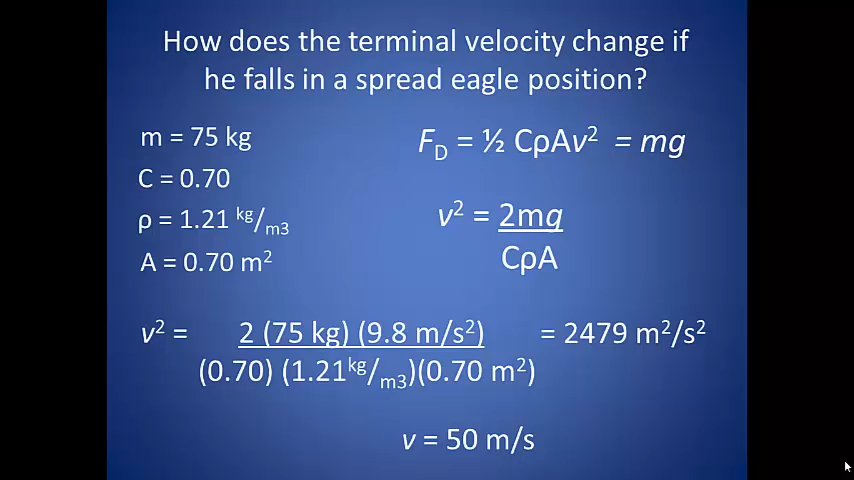 How does the terminal velocity change if
he falls in a spread eagle position?
m = 75 kg
C = 0.70
ρ = 1.21 kg/m3
A = 0.70 m²
F_D = ½ CρAv² = mg
v² = 2mg
CρA
v² = 2 (75 kg) (9.8 m/s²) = 2479 m²/s²
(0.70) (1.21kg/m3)(0.70 m²)
v = 50 m/s